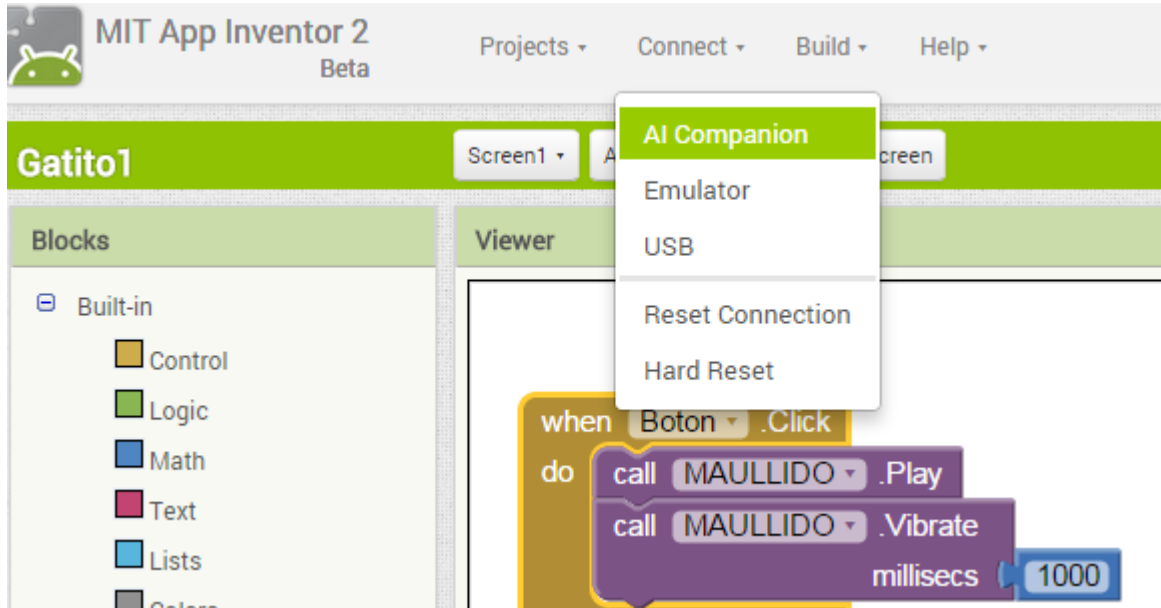 MIT App Inventor 2
Beta
Projects
Connect
Build
Help
Gatito1
Screen1
AI Companion
Emulator
USB
Reset Connection
Hard Reset
Blocks
Viewer
Built-in
Control
Logic
Math
Text
Lists
Colors
when Boton .Click
do call MAULLIDO .Play
call MAULLIDO .Vibrate
millisecs 1000